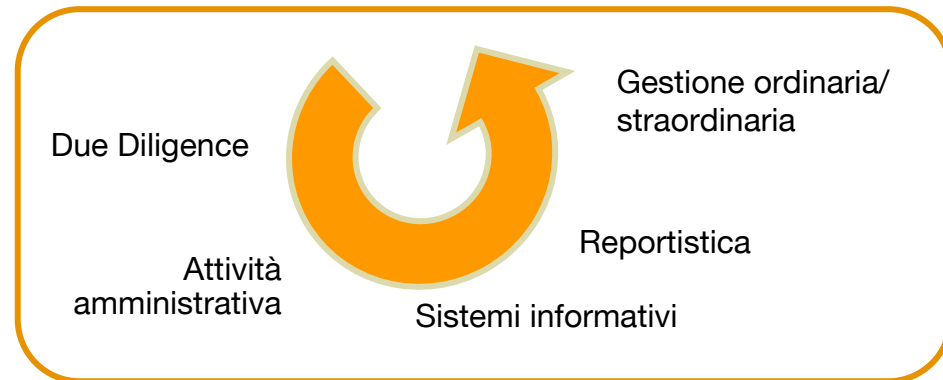 Due Diligence
Attività
amministrativa
Sistemi informativi
Reportistica
Gestione ordinaria/
straordinaria